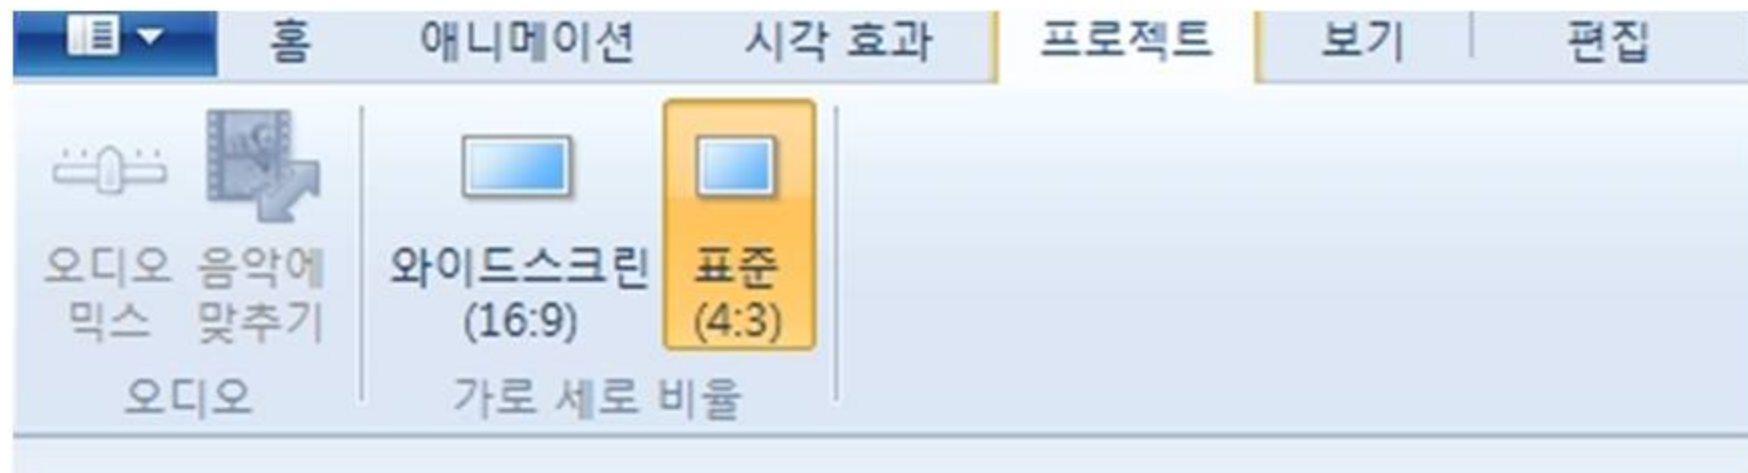 홈 애니메이션 시각 효과 프로젝트 보기 편집
오디오 믹스
음악에 맞추기
와이드스크린
(16:9)
표준
(4:3)
오디오
가로 세로 비율